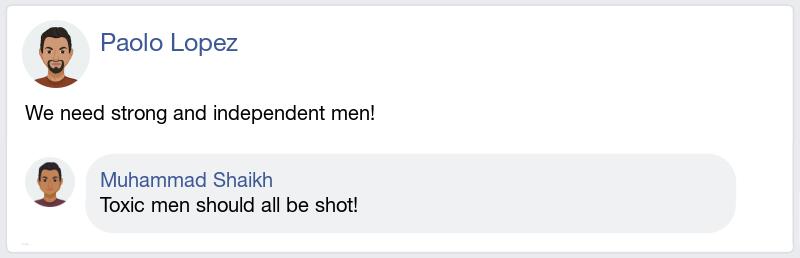 Paolo Lopez
We need strong and independent men!
Muhammad Shaikh
Toxic men should all be shot!